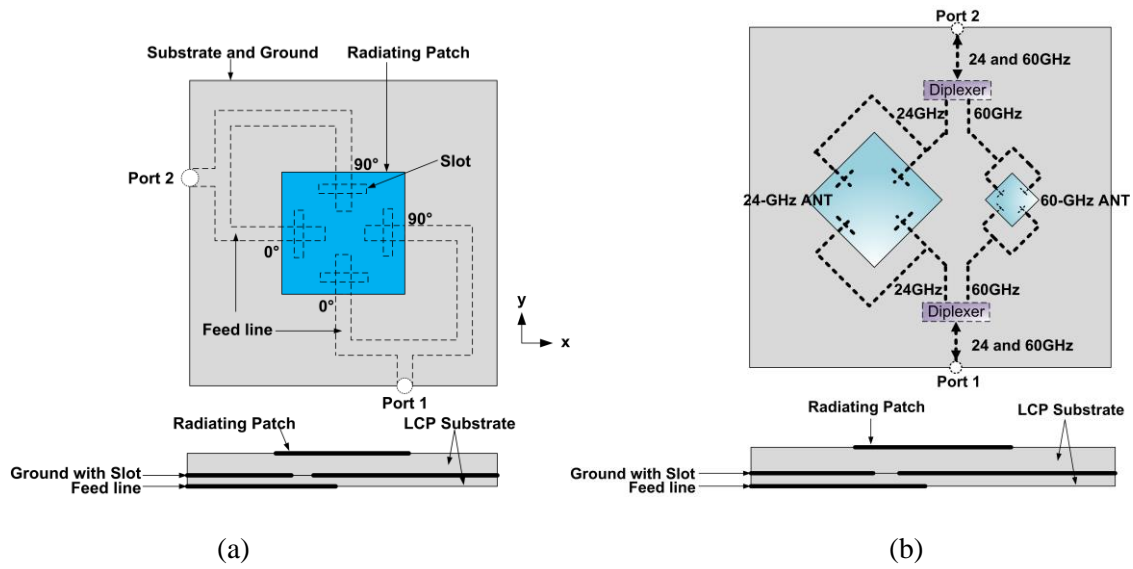 Substrate and Ground
Radiating Patch
90°
Slot
Port 2
90°
0°
0°
Feed line
y
x
Port 1
Radiating Patch
LCP Substrate
Ground with Slot
Feed line
(a)
Port 2
24 and 60GHz
Diplexer
24GHz
60GHz
24-GHz ANT
60-GHz ANT
24GHz
60GHz
Diplexer
24 and 60GHz
Port 1
Radiating Patch
LCP Substrate
Ground with Slot
Feed line
(b)